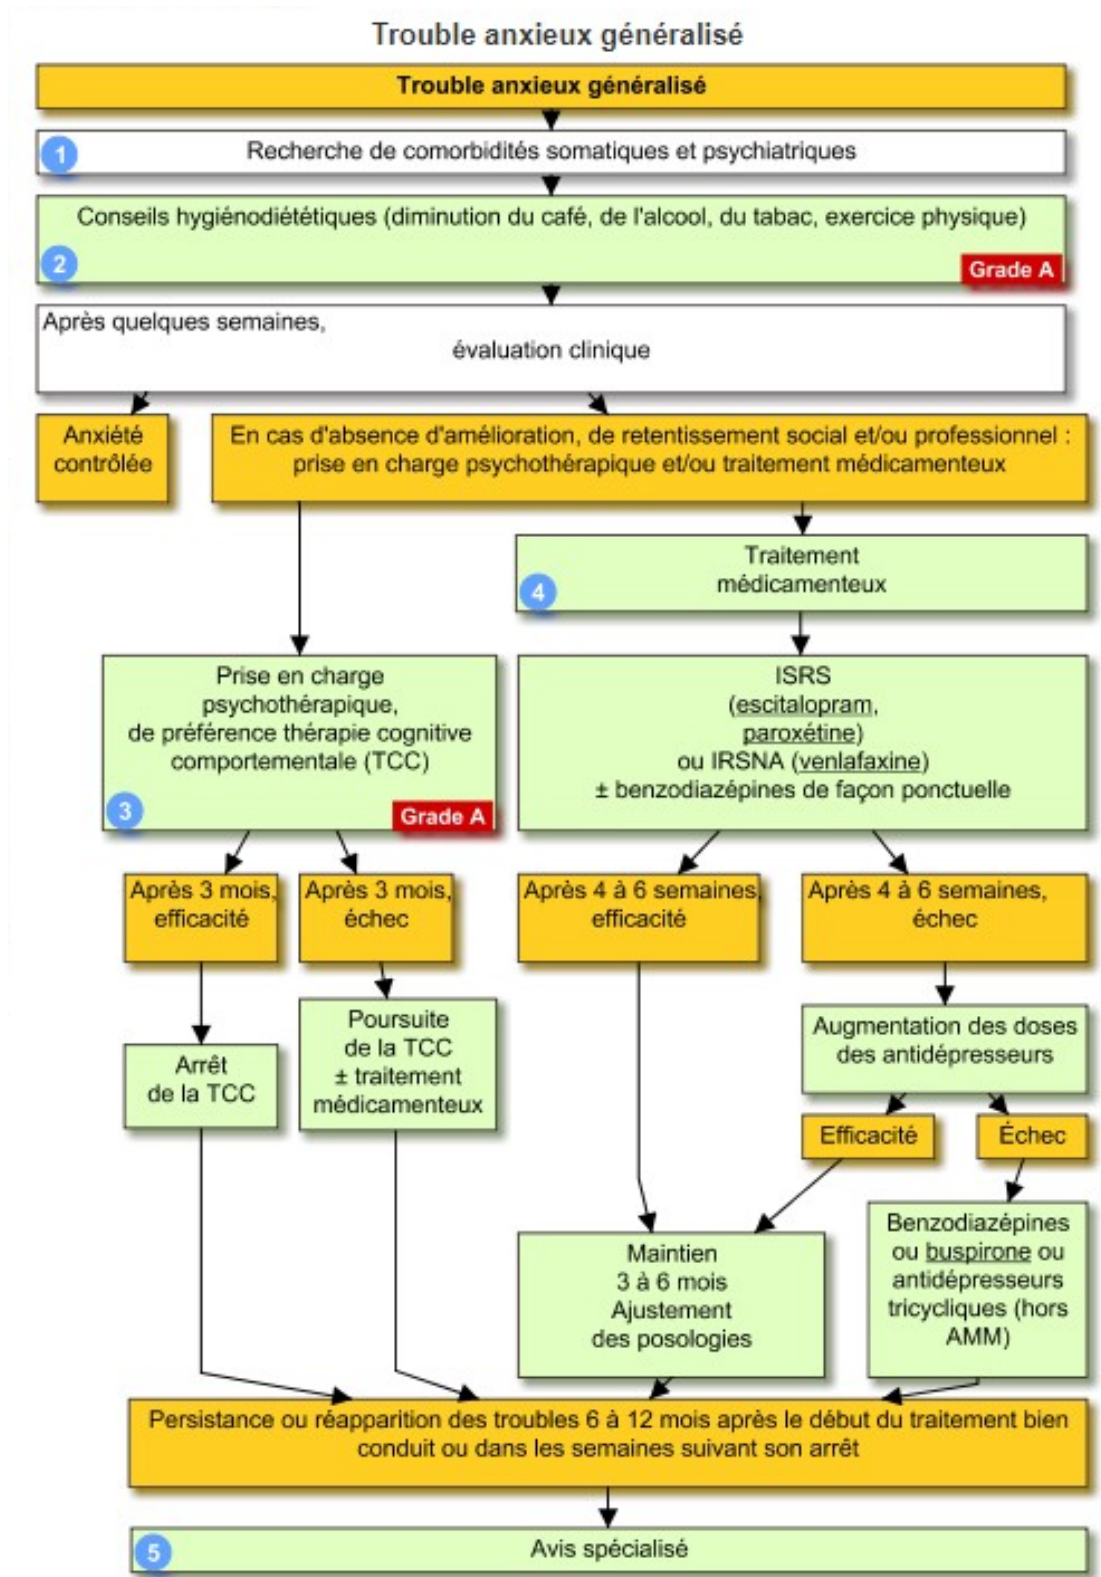 Trouble anxieux généralisé
Trouble anxieux généralisé
1
Recherche de comorbidités somatiques et psychiatriques
Conseils hygiénodiététiques (diminution du café, de l'alcool, du tabac, exercice physique)
2
Grade A
Après quelques semaines,
évaluation clinique
Anxiété
contrôlée
En cas d'absence d'amélioration, de retentissement social et/ou professionnel :
prise en charge psychothérapique et/ou traitement médicamenteux
Traitement
médicamenteux
4
Prise en charge
psychothérapique,
de préférence thérapie cognitive
comportementale (TCC)
3
Grade A
ISRS
(escitalopram,
paroxétine)
ou IRSNA (venlafaxine)
± benzodiazépines de façon ponctuelle
Après 3 mois,
efficacité
Après 3 mois,
échec
Après 4 à 6 semaines,
efficacité
Après 4 à 6 semaines,
échec
Arrêt
de la TCC
Poursuite
de la TCC
± traitement
médicamenteux
Augmentation des doses
des antidépresseurs
Efficacité
Échec
Maintien
3 à 6 mois
Ajustement
des posologies
Benzodiazépines
ou buspirone ou
antidépresseurs
tricycliques (hors
AMM)
Persistance ou réapparition des troubles 6 à 12 mois après le début du traitement bien
conduit ou dans les semaines suivant son arrêt
5
Avis spécialisé